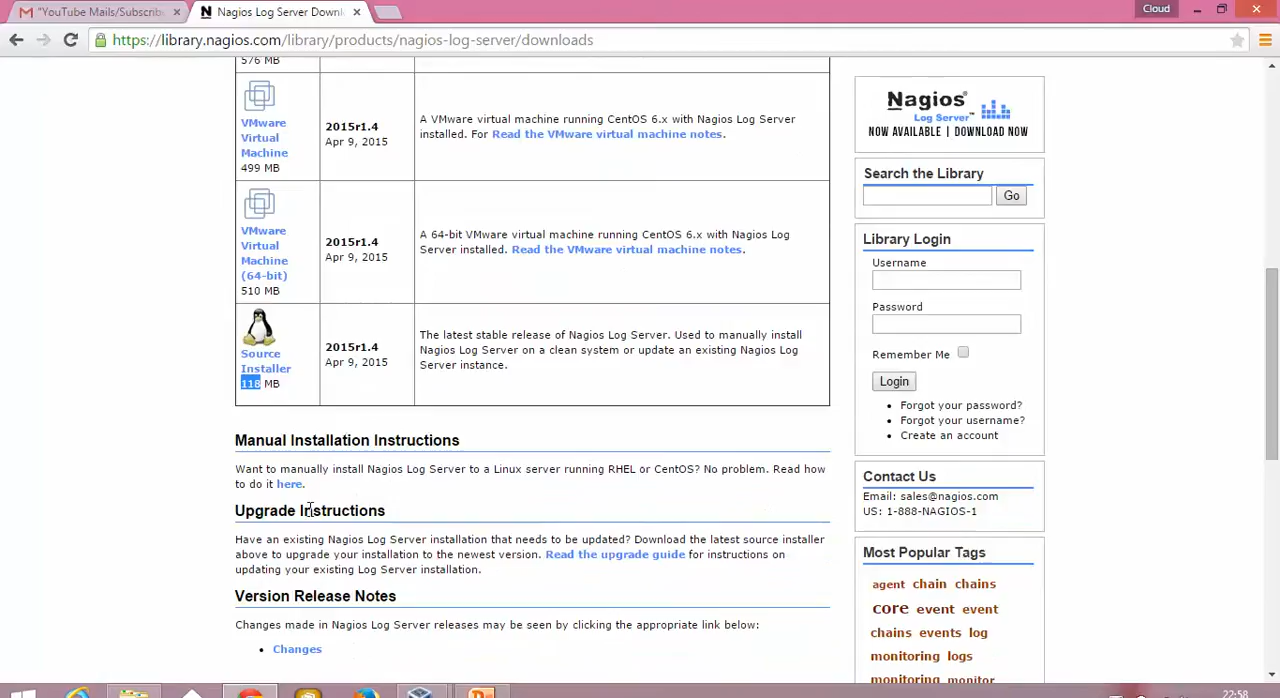 "YouTube Mails/Subscribe
Nagios Log Server Down
Cloud
https://library.nagios.com/library/products/nagios-log-server/downloads
576 MB
VMware
Virtual
Machine
499 MB
2015r1.4
Apr 9, 2015
A VMware virtual machine running CentOS 6.x with Nagios Log Server
installed. For Read the VMware virtual machine notes.
VMware
Virtual
Machine
(64-bit)
510 MB
2015r1.4
Apr 9, 2015
A 64-bit VMware virtual machine running CentOS 6.x with Nagios Log
Server installed. Read the VMware virtual machine notes.
Source
Installer
118 MB
2015r1.4
Apr 9, 2015
The latest stable release of Nagios Log Server. Used to manually install
Nagios Log Server on a clean system or update an existing Nagios Log
Server instance.
Manual Installation Instructions
Want to manually install Nagios Log Server to a Linux server running RHEL or CentOS? No problem. Read how
to do it here.
Upgrade Instructions
Have an existing Nagios Log Server installation that needs to be updated? Download the latest source installer
above to upgrade your installation to the newest version. Read the upgrade guide for instructions on
updating your existing Log Server installation.
Version Release Notes
Changes made in Nagios Log Server releases may be seen by clicking the appropriate link below:
Changes
Nagios®
Log Server™
NOW AVAILABLE | DOWNLOAD NOW
Search the Library
Go
Library Login
Username
Password
Remember Me
Login
Forgot your password?
Forgot your username?
Create an account
Contact Us
Email: sales@nagios.com
US: 1-888-NAGIOS-1
Most Popular Tags
agent chain chains
core event event
chains events log
monitoring logs
monitoring monitor
22:58